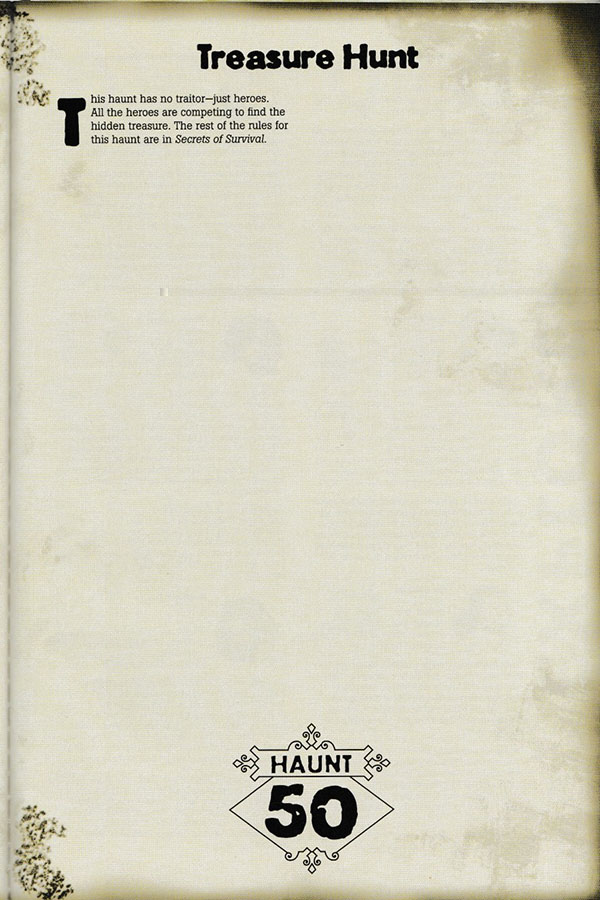 Treasure Hunt
This haunt has no traitor—just heroes.
All the heroes are competing to find the
hidden treasure. The rest of the rules for
this haunt are in Secrets of Survival.
HAUNT
50